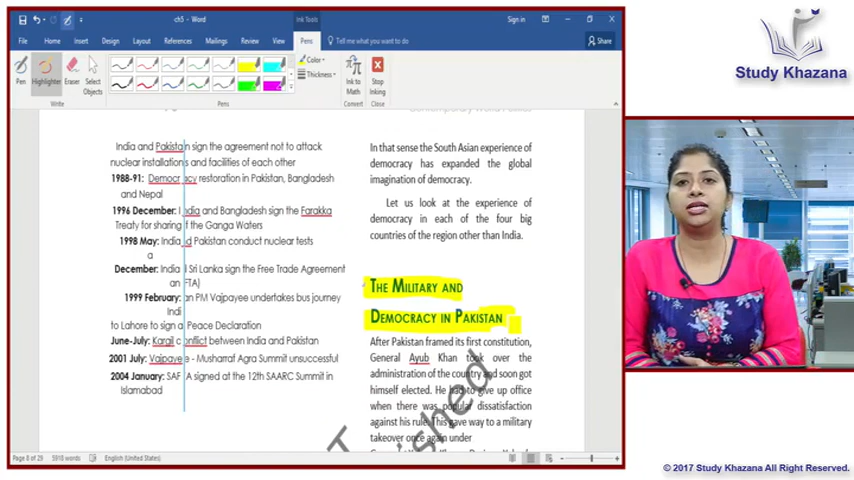 ch5 - Word
Ink Tools
Sign in
File Home Insert Design Layout References Mailings Review View Pens Tell me what you want to do Share
Pen Highlighter Eraser Select Objects
Color
Thickness
Ink to Math
Stop Inking
Write Pens Convert Close
Contemporary World Politics
India and Pakistan sign the agreement not to attack
nuclear installations and facilities of each other
1988-91: Democracy restoration in Pakistan, Bangladesh
and Nepal
1996 December: India and Bangladesh sign the Farakka
Treaty for sharing of the Ganga Waters
1998 May: India and Pakistan conduct nuclear tests
a
December: India Sri Lanka sign the Free Trade Agreement
an FTA)
1999 February: an PM Vajpayee undertakes bus journey
Indi
to Lahore to sign a Peace Declaration
June-July: Kargil conflict between India and Pakistan
2001 July: Vajpayee - Musharraf Agra Summit unsuccessful
2004 January: SAF A signed at the 12th SAARC Summit in
Islamabad
In that sense the South Asian experience of
democracy has expanded the global
imagination of democracy.
Let us look at the experience of
democracy in each of the four big
countries of the region other than India.
THE MILITARY AND
DEMOCRACY IN PAKISTAN
After Pakistan framed its first constitution,
General Ayub Khan took over the
administration of the country and soon got
himself elected. He had to give up office
when there was popular dissatisfaction
against his rule. This gave way to a military
takeover once again under
Page 8 of 29 5918 words English (United States)
Study Khazana
© 2017 Study Khazana All Right Reserved.